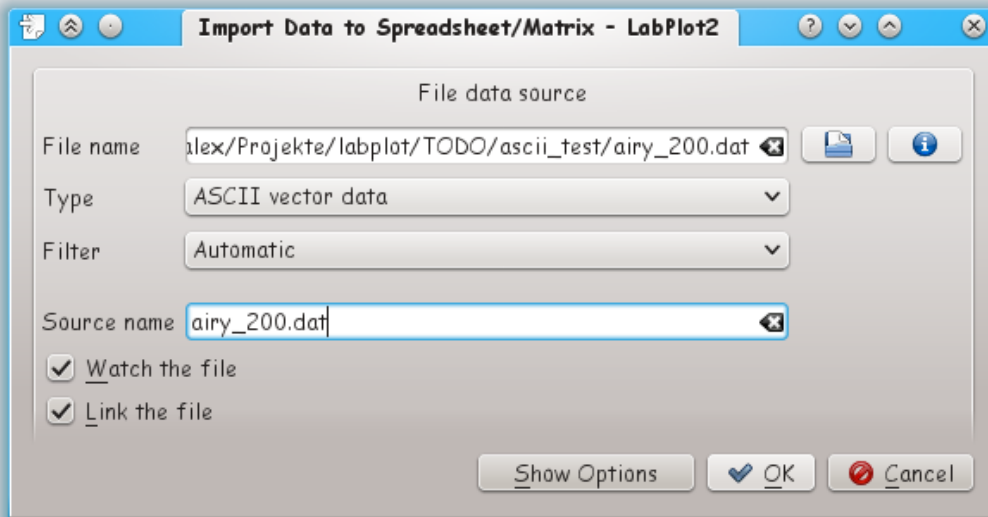 Import Data to Spreadsheet/Matrix - LabPlot2
File data source
File name alex/Projekte/labplot/TODO/ascii_test/airy_200.dat
Type ASCII vector data
Filter Automatic
Source name airy_200.dat
Watch the file
Link the file
Show Options OK Cancel